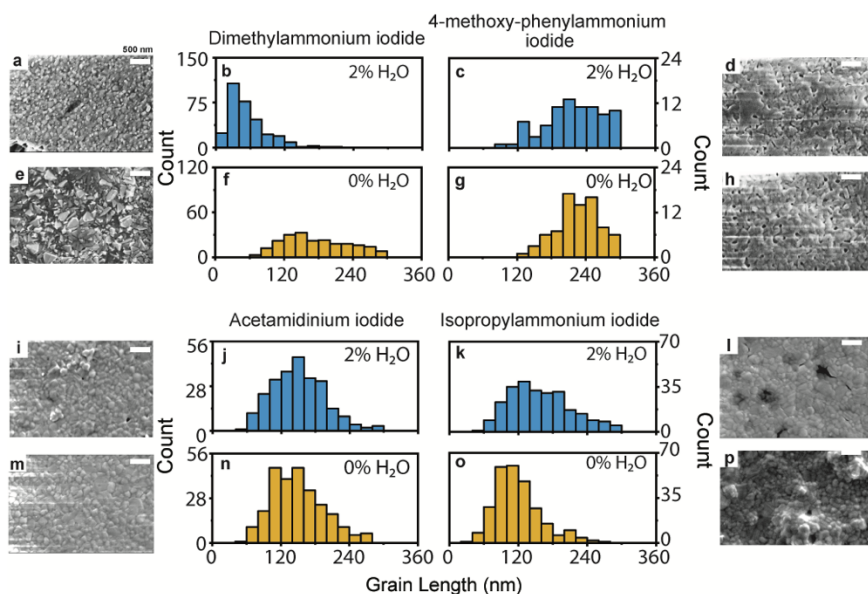 Dimethylammonium iodide
4-methoxy-phenylammonium
iodide
500 nm
a
b
2% H₂O
c
2% H₂O
d
150
75
0
24
12
0
Count
Count
e
f
0% H₂O
g
0% H₂O
h
120
60
0
24
12
0
0
120
240
360
0
120
240
360
Acetamidinium iodide
Isopropylammonium iodide
i
j
2% H₂O
k
2% H₂O
l
56
28
0
70
35
0
Count
Count
m
n
0% H₂O
o
0% H₂O
p
56
28
0
70
35
0
0
120
240
360
0
120
240
360
Grain Length (nm)